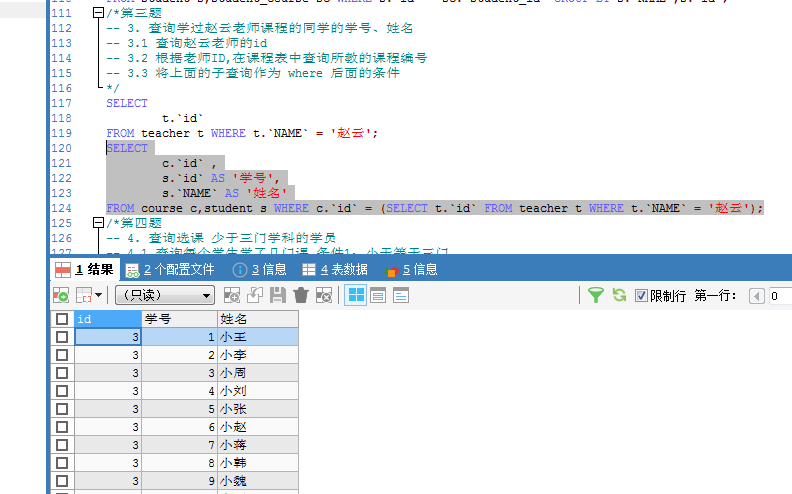 111 /*第三题
112 -- 3. 查询学过赵云老师课程的同学的学号、姓名
113 -- 3.1 查询赵云老师的id
114 -- 3.2 根据老师ID,在课程表中查询所教的课程编号
115 -- 3.3 将上面的子查询作为 where 后面的条件
116 */
117 SELECT
118 t.`id`
119 FROM teacher t WHERE t.`NAME` = '赵云';
120 SELECT
121 c.`id` ,
122 s.`id` AS '学号',
123 s.`NAME` AS '姓名'
124 FROM course c,student s WHERE c.`id` = (SELECT t.`id` FROM teacher t WHERE t.`NAME` = '赵云');
125 /*第四题
126 -- 4. 查询选课 少于三门学科的学员
1 结果 2 个配置文件 3 信息 4 表数据 5 信息
(只读) 限制行 第一行: 0
id 学号 姓名
3 1 小王
3 2 小李
3 3 小周
3 4 小刘
3 5 小张
3 6 小赵
3 7 小蒋
3 8 小韩
3 9 小魏